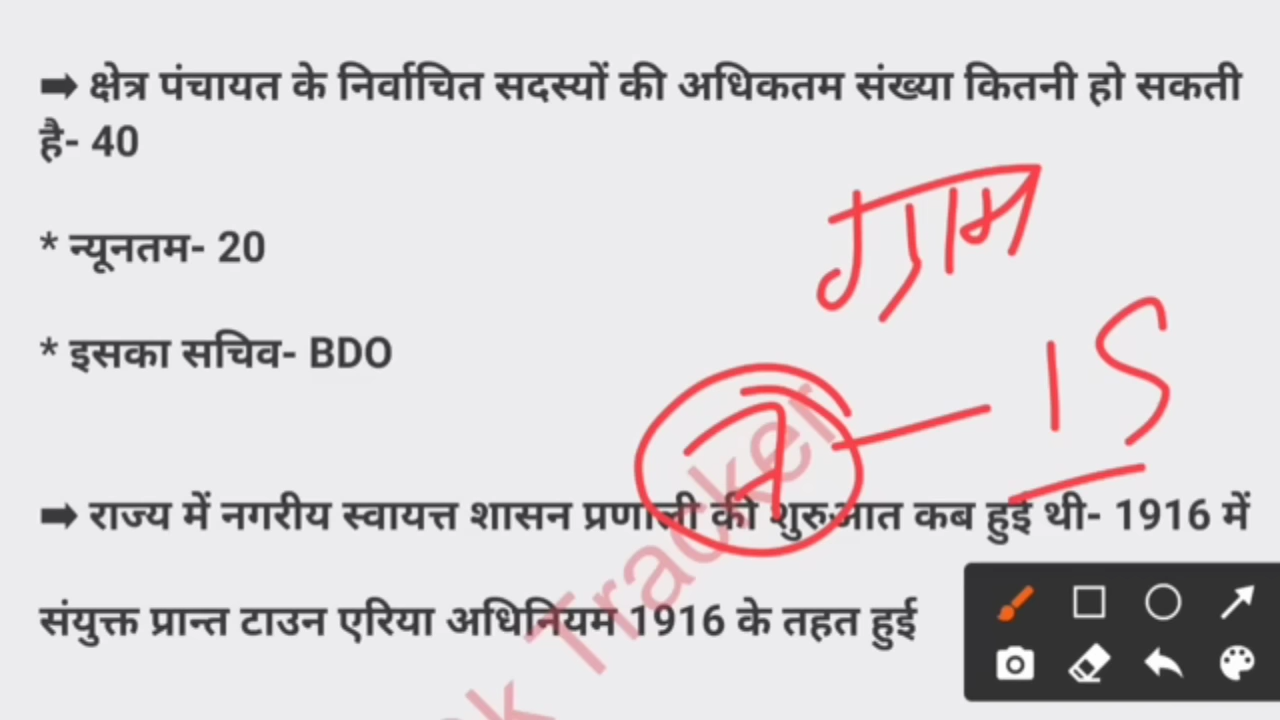 ➡ क्षेत्र पंचायत के निर्वाचित सदस्यों की अधिकतम संख्या कितनी हो सकती
है- 40
* न्यूनतम- 20
ग्राम
* इसका सचिव- BDO
15
➡ राज्य में नगरीय स्वायत्त शासन प्रणाली की शुरुआत कब हुई थी- 1916 में
संयुक्त प्रान्त टाउन एरिया अधिनियम 1916 के तहत हुई
Tracker